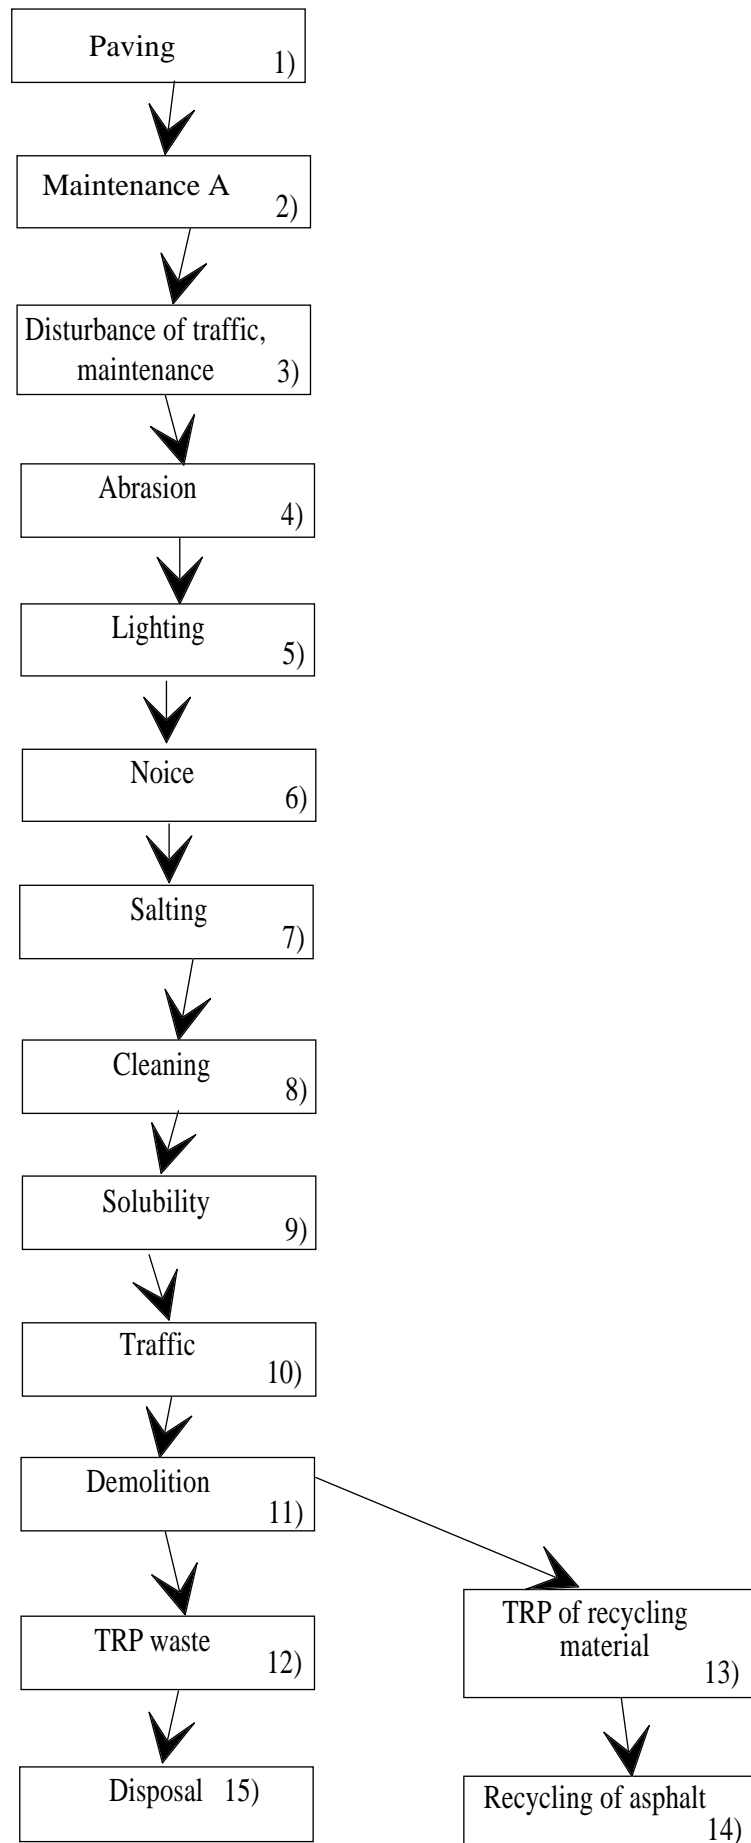 Paving
1)
Maintenance A
2)
Disturbance of traffic,
maintenance 3)
Abrasion
4)
Lighting
5)
Noice
6)
Salting
7)
Cleaning
8)
Solubility
9)
Traffic
10)
Demolition
11)
TRP waste
12)
TRP of recycling
material
13)
Disposal 15)
Recycling of asphalt
14)